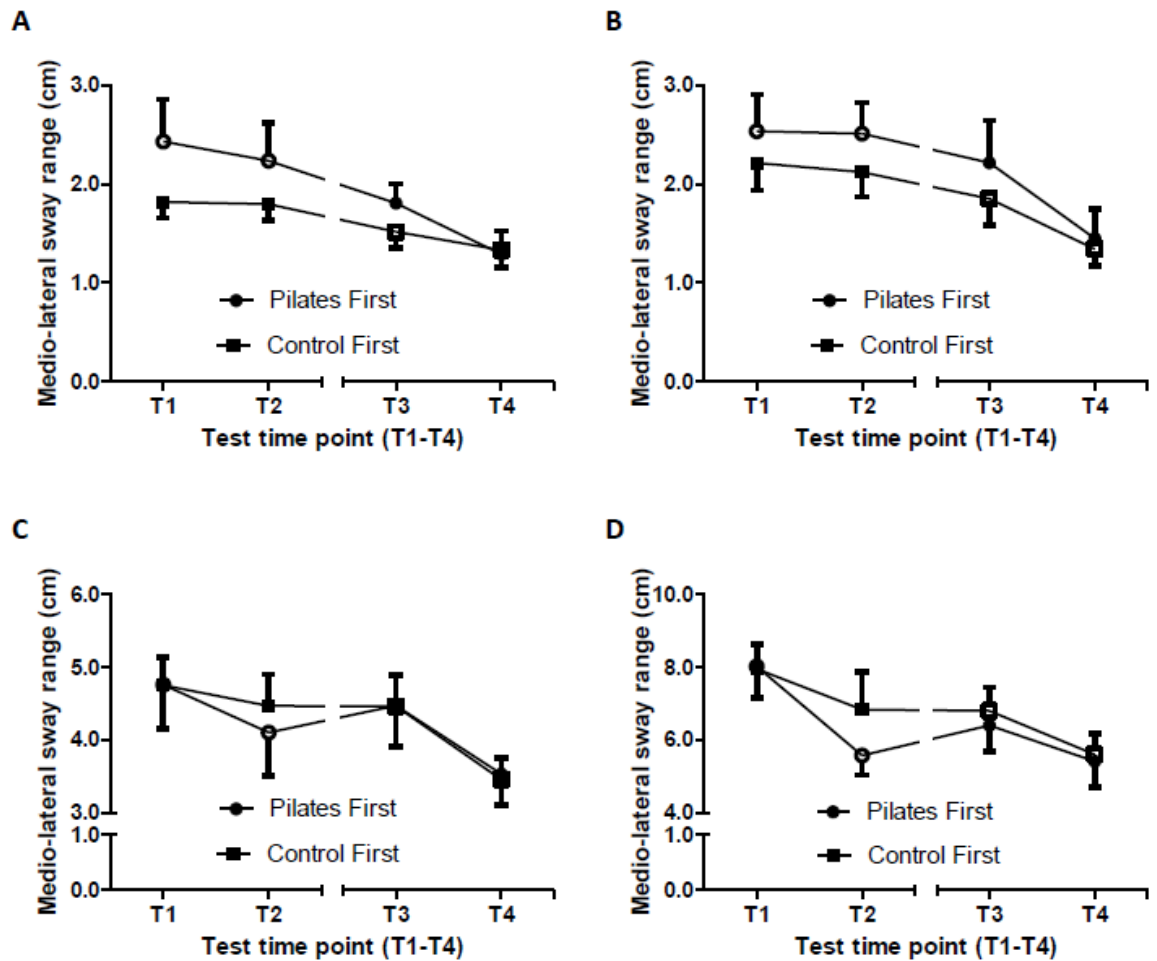 A
Medio-lateral sway range (cm)
3.0
2.0
1.0
0.0
Pilates First
Control First
T1 T2 T3 T4
Test time point (T1-T4)
B
Medio-lateral sway range (cm)
3.0
2.0
1.0
0.0
Pilates First
Control First
T1 T2 T3 T4
Test time point (T1-T4)
C
Medio-lateral sway range (cm)
6.0
5.0
4.0
3.0
1.0
0.0
Pilates First
Control First
T1 T2 T3 T4
Test time point (T1-T4)
D
Medio-lateral sway range (cm)
10.0
8.0
6.0
4.0
1.0
0.0
Pilates First
Control First
T1 T2 T3 T4
Test time point (T1-T4)